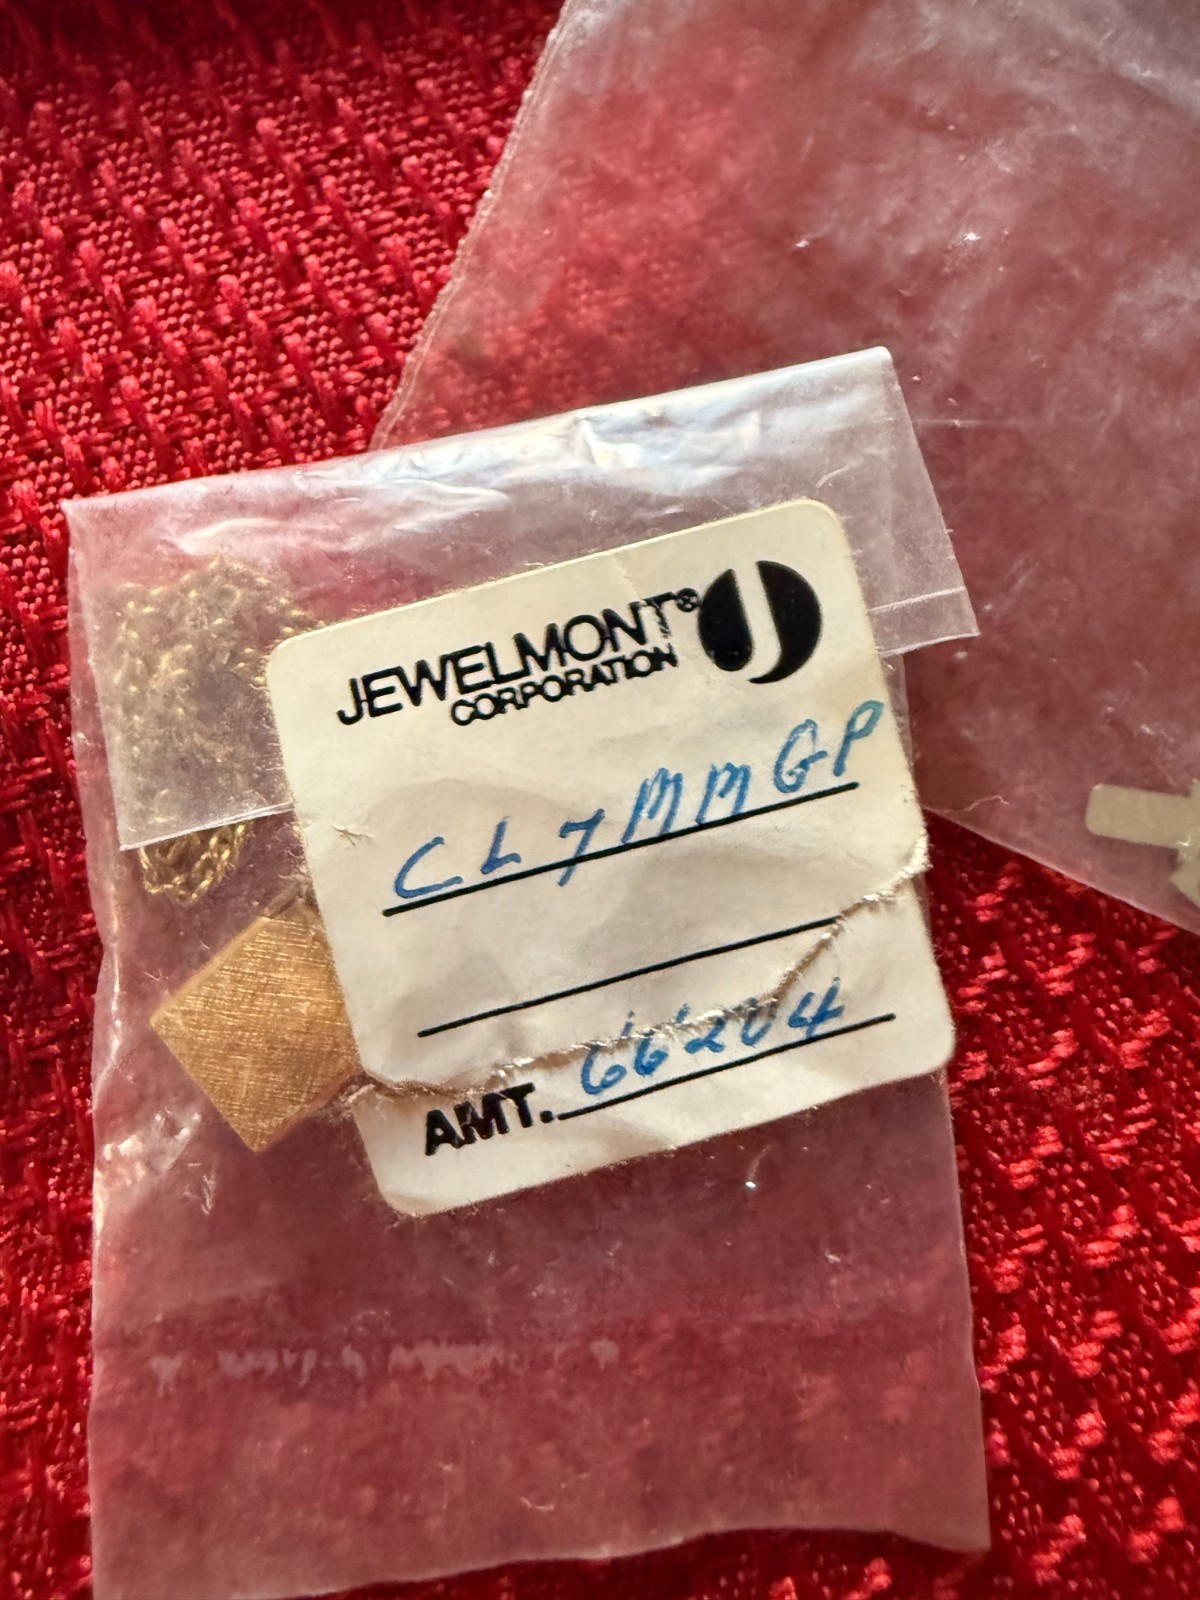 JEWELMONT®
CORPORATION
CL7MMGP
AMT. 66204